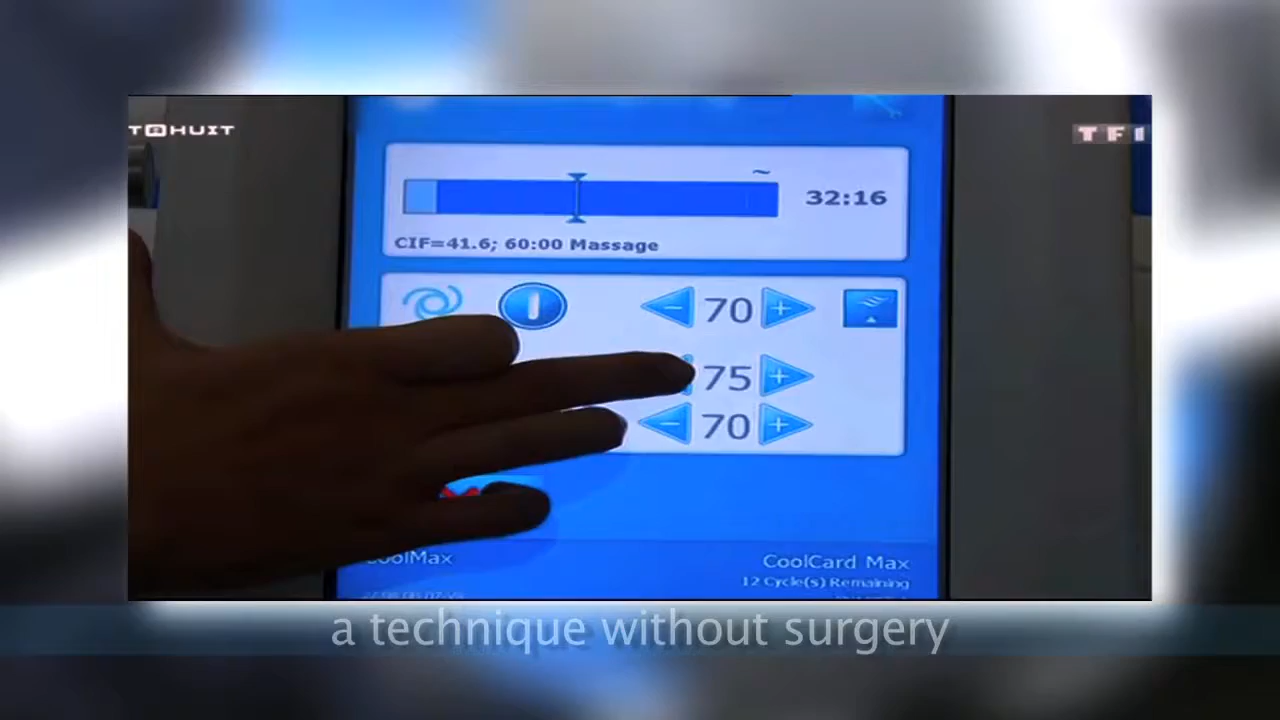 T8HUIT
TF1
32:16
CIF=41.6; 60:00 Massage
70
75
70
CoolMax
CoolCard Max
12 Cycle(s) Remaining
a technique without surgery